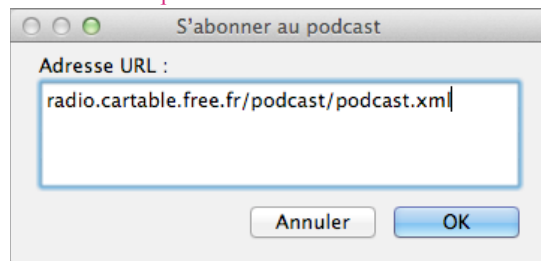 S'abonner au podcast
Adresse URL :
radio.cartable.free.fr/podcast/podcast.xml
Annuler
OK